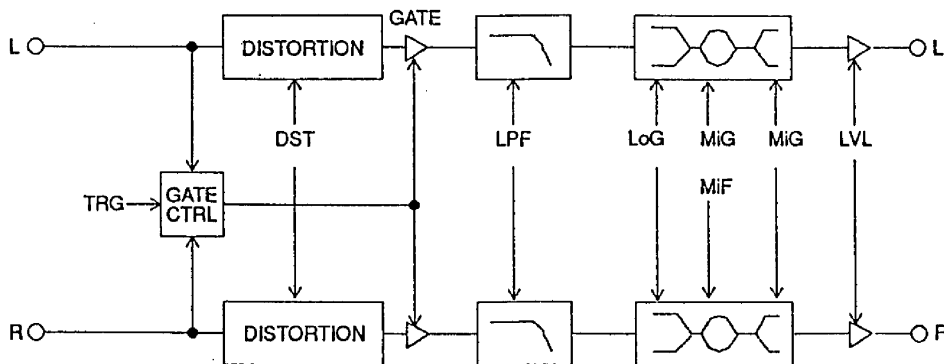 GATE
L DISTORTION L
DST LPF LoG MiG MiG LVL
TRG GATE CTRL MiF
R DISTORTION